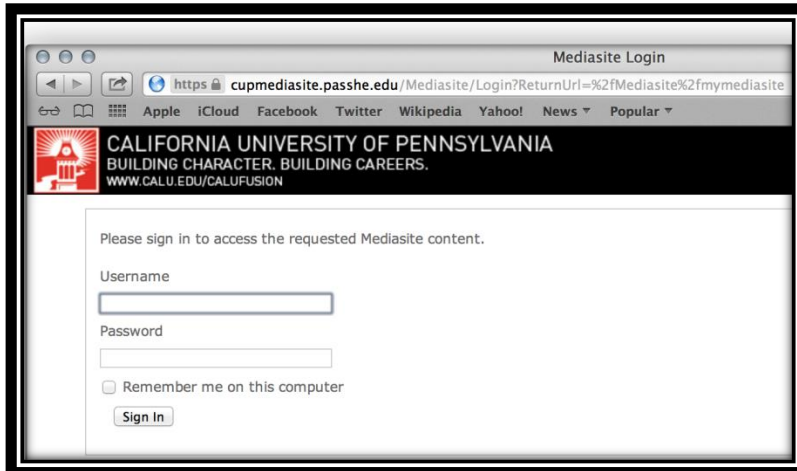 Mediasite Login
https cupmediasite.passhe.edu/Mediasite/Login?ReturnUrl=%2fMediasite%2fmymediasite
Apple iCloud Facebook Twitter Wikipedia Yahoo! News Popular
CALIFORNIA UNIVERSITY OF PENNSYLVANIA
BUILDING CHARACTER. BUILDING CAREERS.
WWW.CALU.EDU/CALUFUSION
Please sign in to access the requested Mediasite content.
Username
Password
Remember me on this computer
Sign In